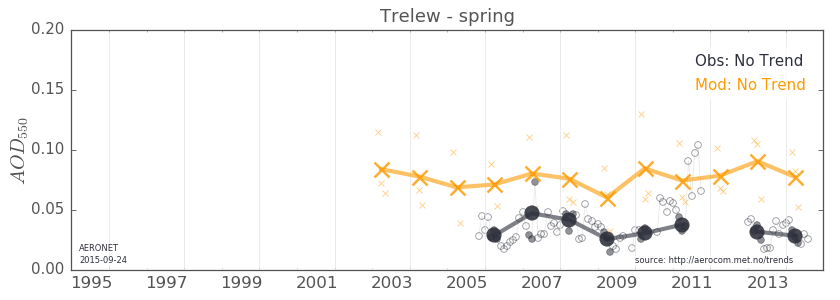 Trelew - spring
0.20
0.15
0.10
0.05
0.00
AOD550
Obs: No Trend
Mod: No Trend
AERONET
2015-09-24
source: http://aerocom.met.no/trends
1995 1997 1999 2001 2003 2005 2007 2009 2011 2013